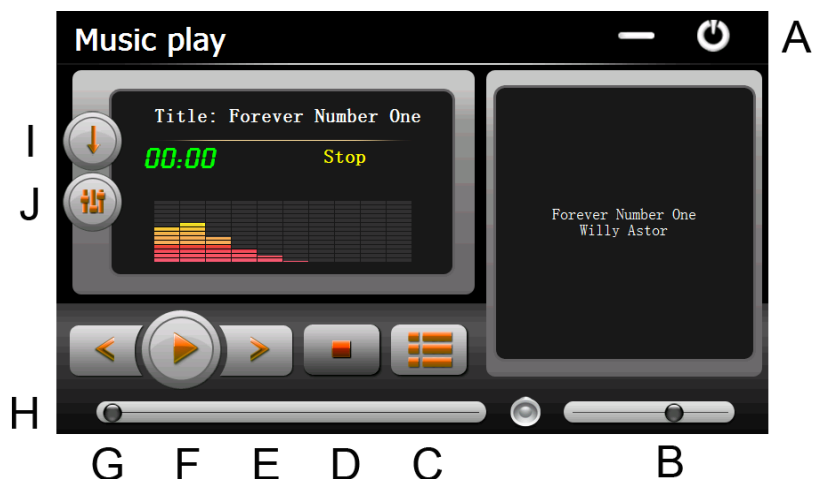 Music play
A
Title: Forever Number One
I
00:00
Stop
J
Forever Number One
Willy Astor
H
G
F
E
D
C
B